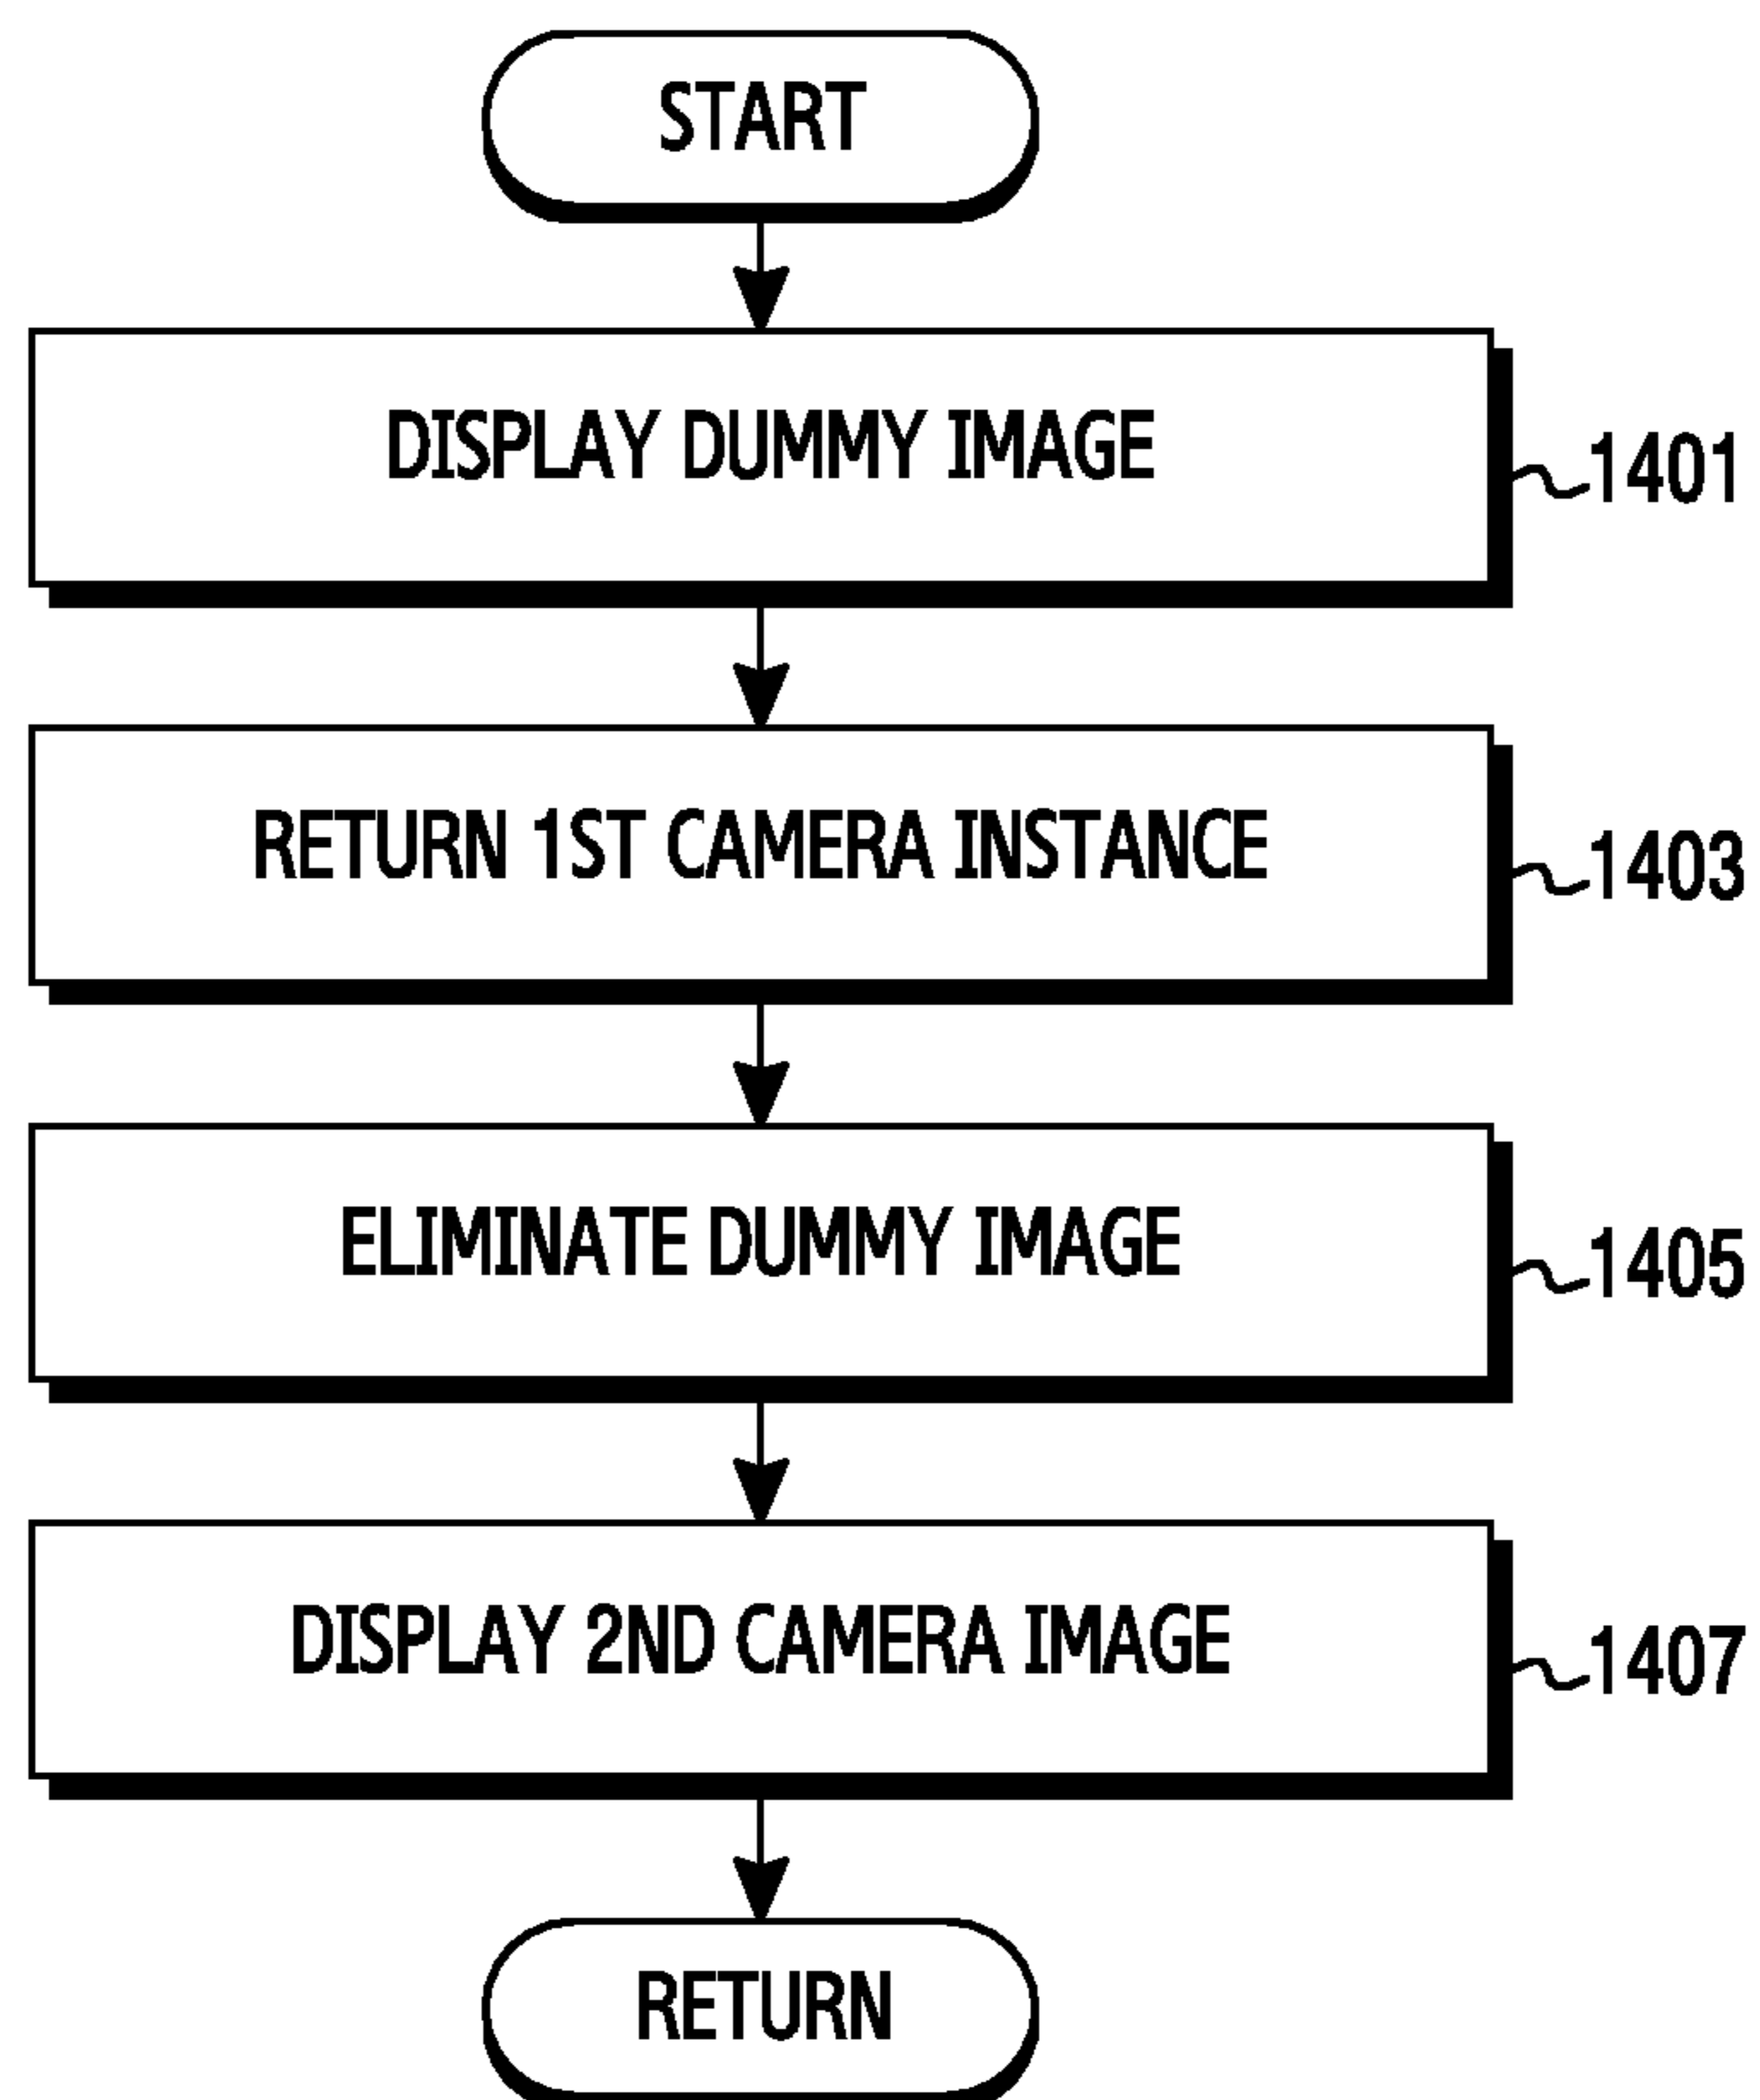 START
DISPLAY DUMMY IMAGE
1401
RETURN 1ST CAMERA INSTANCE
1403
ELIMINATE DUMMY IMAGE
1405
DISPLAY 2ND CAMERA IMAGE
1407
RETURN